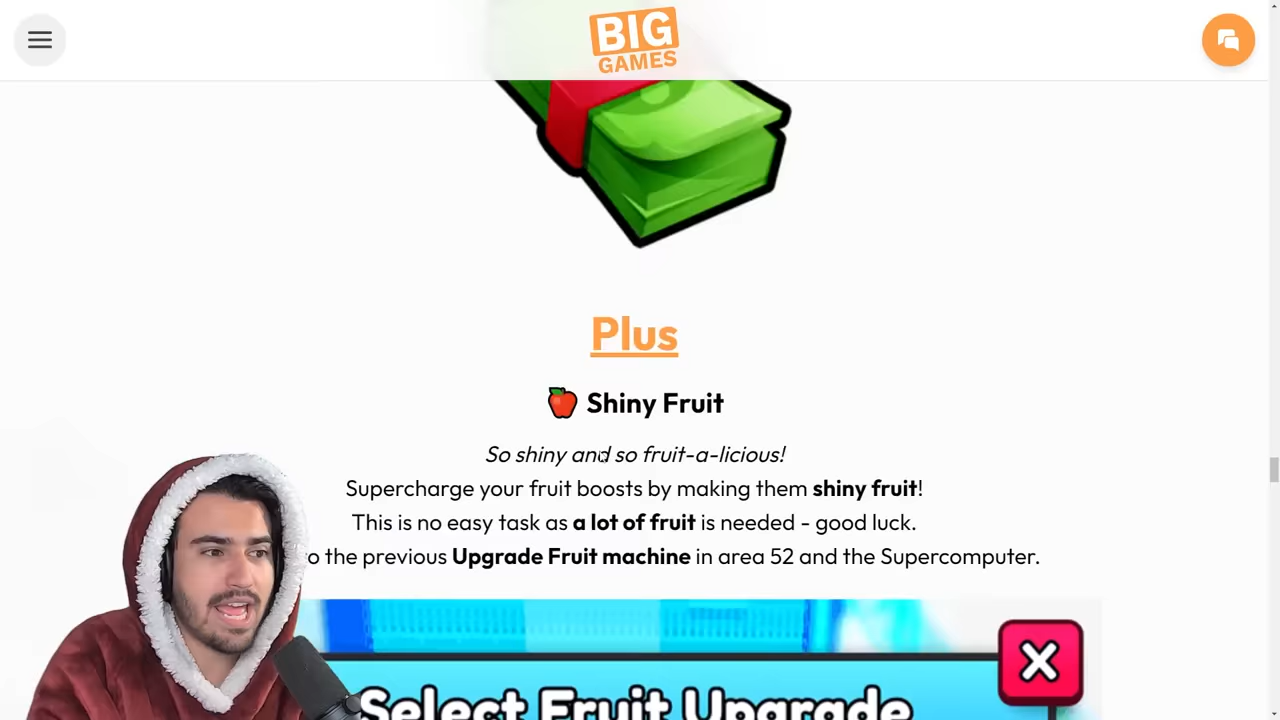 BIG
GAMES
Plus
Shiny Fruit
So shiny and so fruit-a-licious!
Supercharge your fruit boosts by making them shiny fruit!
This is no easy task as a lot of fruit is needed - good luck.
the previous Upgrade Fruit machine in area 52 and the Supercomputer.
Select Fruit Upgrade